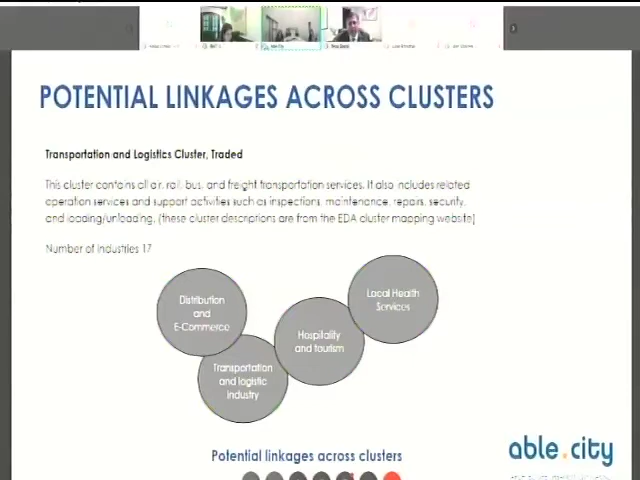 POTENTIAL LINKAGES ACROSS CLUSTERS
Transportation and Logistics Cluster, Traded
This cluster contains all air, rail, bus, and freight transportation services. It also includes related
operation services and support activities such as inspections, maintenance, repairs, security,
and loading/unloading. (these cluster descriptions are from the EDA cluster mapping website)
Number of Industries 17
Distribution
and
E-Commerce
Transportation
and logistic
industry
Hospitality
and tourism
Local Health
Services
Potential linkages across clusters
able.city